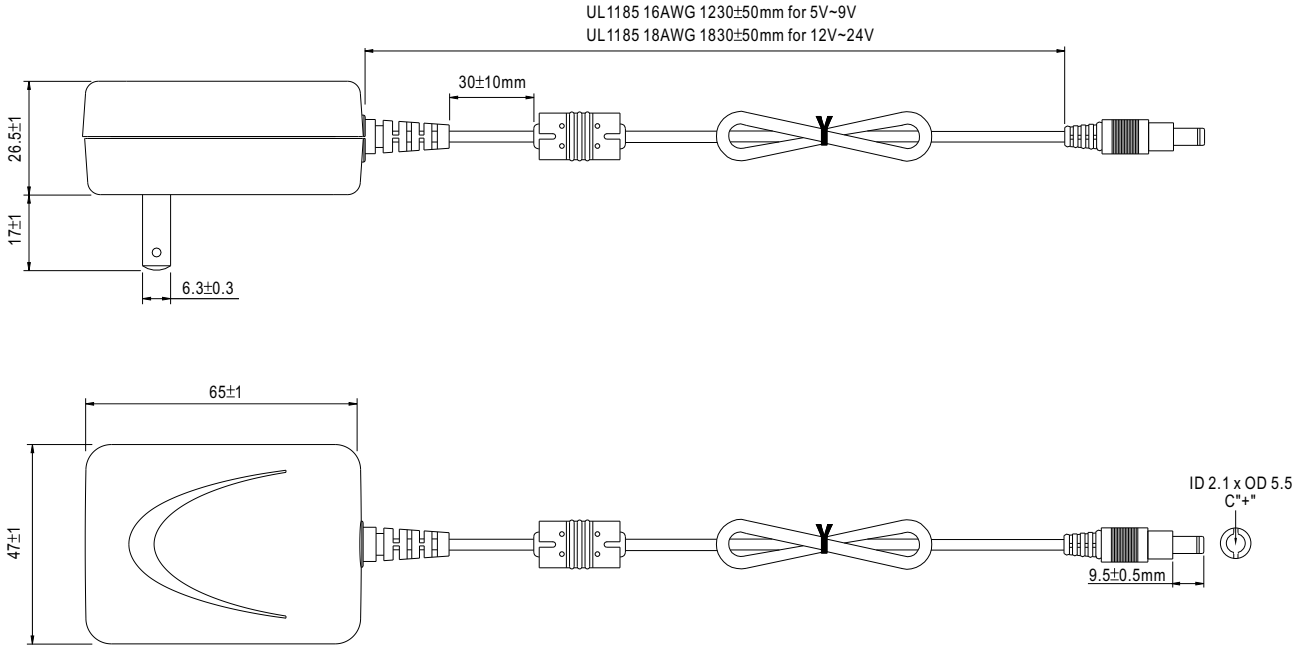 UL1185 16AWG 1230±50mm for 5V~9V
UL1185 18AWG 1830±50mm for 12V~24V
30±10mm
26.5±1
17±1
6.3±0.3
65±1
47±1
ID 2.1 x OD 5.5
C"+"
9.5±0.5mm